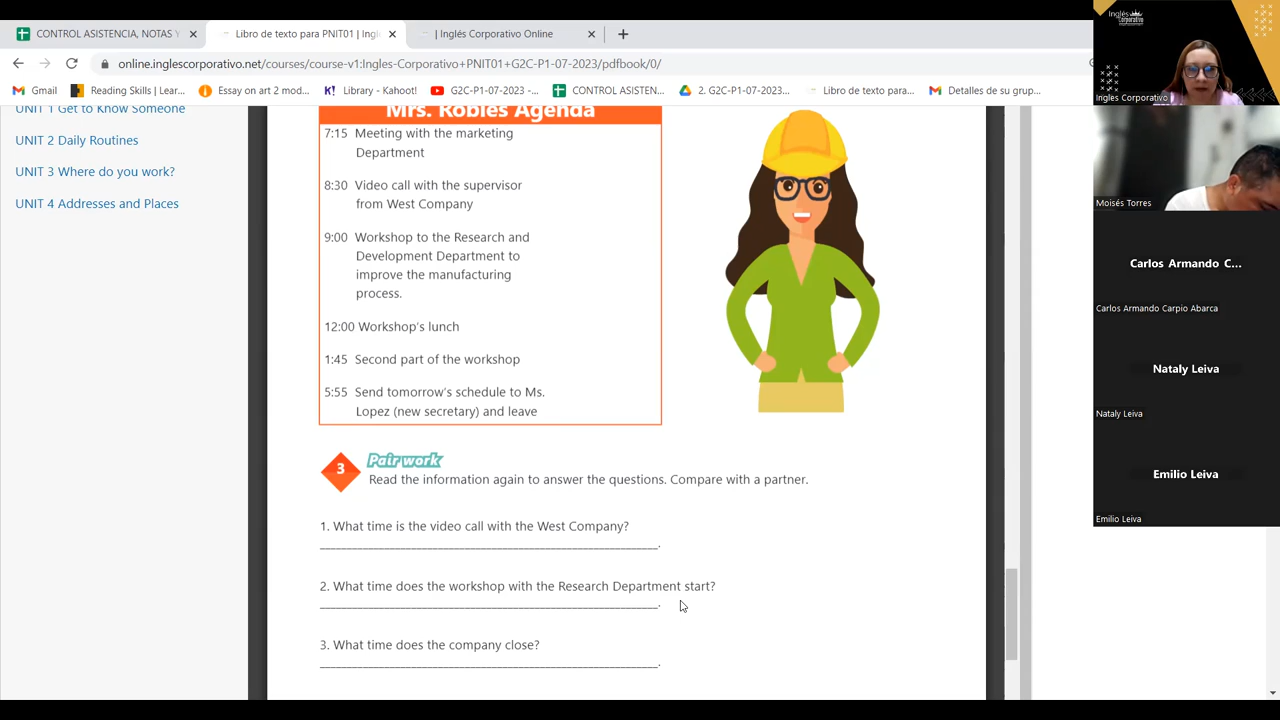 CONTROL ASISTENCIA, NOTAS Y
Libro de texto para PNIT01 | Ingl
| Inglés Corporativo Online
online.inglescorporativo.net/courses/course-v1:Ingles-Corporativo+PNIT01+G2C-P1-07-2023/pdfbook/0/
Gmail
Reading Skills | Lear...
Essay on art 2 mod...
Library - Kahoot!
G2C-P1-07-2023 -...
CONTROL ASISTEN...
2. G2C-P1-07-2023...
Libro de texto para...
Detalles de su grup...
UNIT 1 Get to Know Someone
UNIT 2 Daily Routines
UNIT 3 Where do you work?
UNIT 4 Addresses and Places
Mrs. Robles Agenda
7:15 Meeting with the marketing
Department
8:30 Video call with the supervisor
from West Company
9:00 Workshop to the Research and
Development Department to
improve the manufacturing
process.
12:00 Workshop's lunch
1:45 Second part of the workshop
5:55 Send tomorrow's schedule to Ms.
Lopez (new secretary) and leave
3
Pair work
Read the information again to answer the questions. Compare with a partner.
1. What time is the video call with the West Company?
2. What time does the workshop with the Research Department start?
3. What time does the company close?
Inglés
Corporativo
Ingles Corporativo
Moisés Torres
Carlos Armando C...
Carlos Armando Carpio Abarca
Nataly Leiva
Nataly Leiva
Emilio Leiva
Emilio Leiva